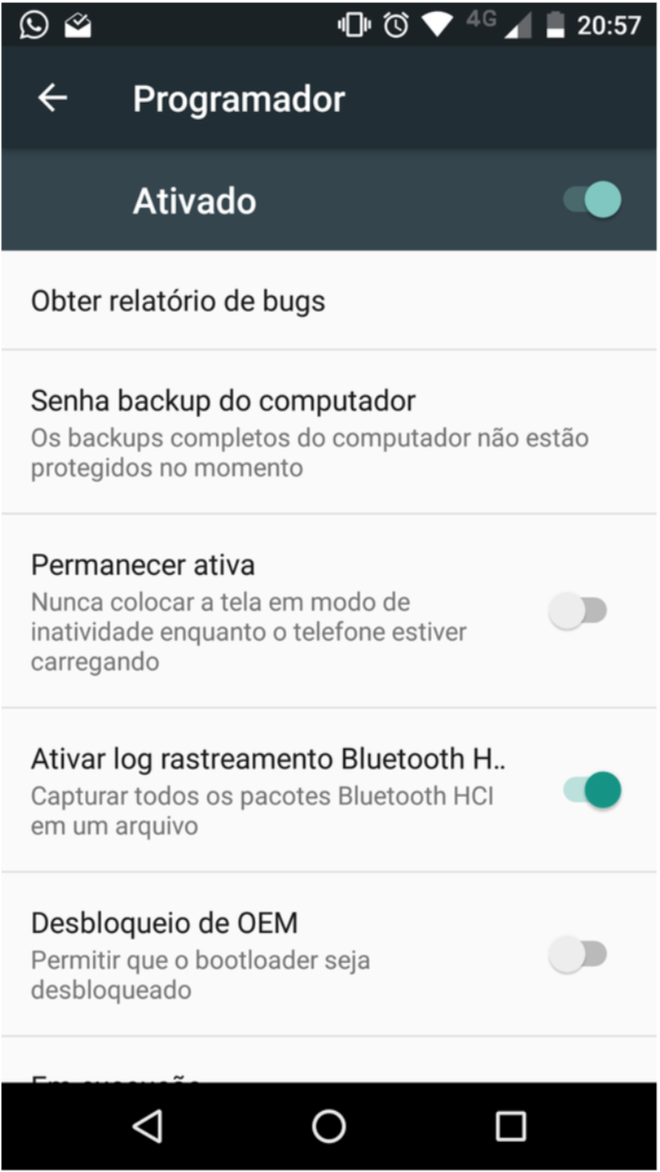 4G 20:57
Programador
Ativado
Obter relatório de bugs
Senha backup do computador
Os backups completos do computador não estão
protegidos no momento
Permanecer ativa
Nunca colocar a tela em modo de
inatividade enquanto o telefone estiver
carregando
Ativar log rastreamento Bluetooth H..
Capturar todos os pacotes Bluetooth HCI
em um arquivo
Desbloqueio de OEM
Permitir que o bootloader seja
desbloqueado
Em execução